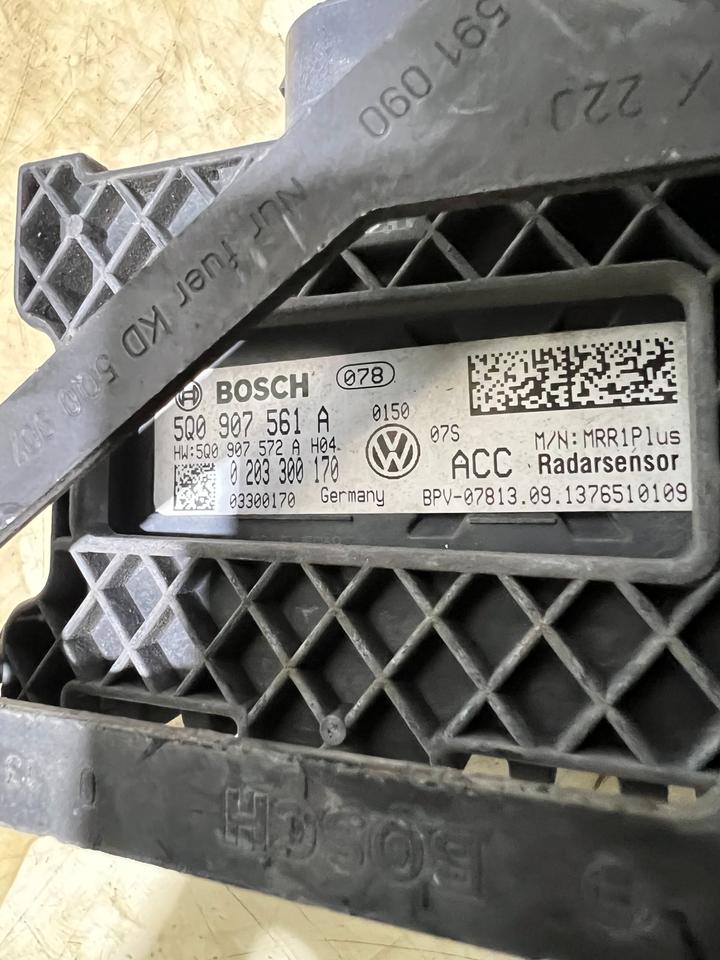 591 090
/ 22J
Nur fuer KD 5Q0 907
BOSCH 078
5Q0 907 561 A 0150
HW:5Q0 907 572 A H04 07S M/N:MRR1Plus
0 203 300 170 ACC Radarsensor
03300170 Germany BPV-07813.09.1376510109
BOSCH